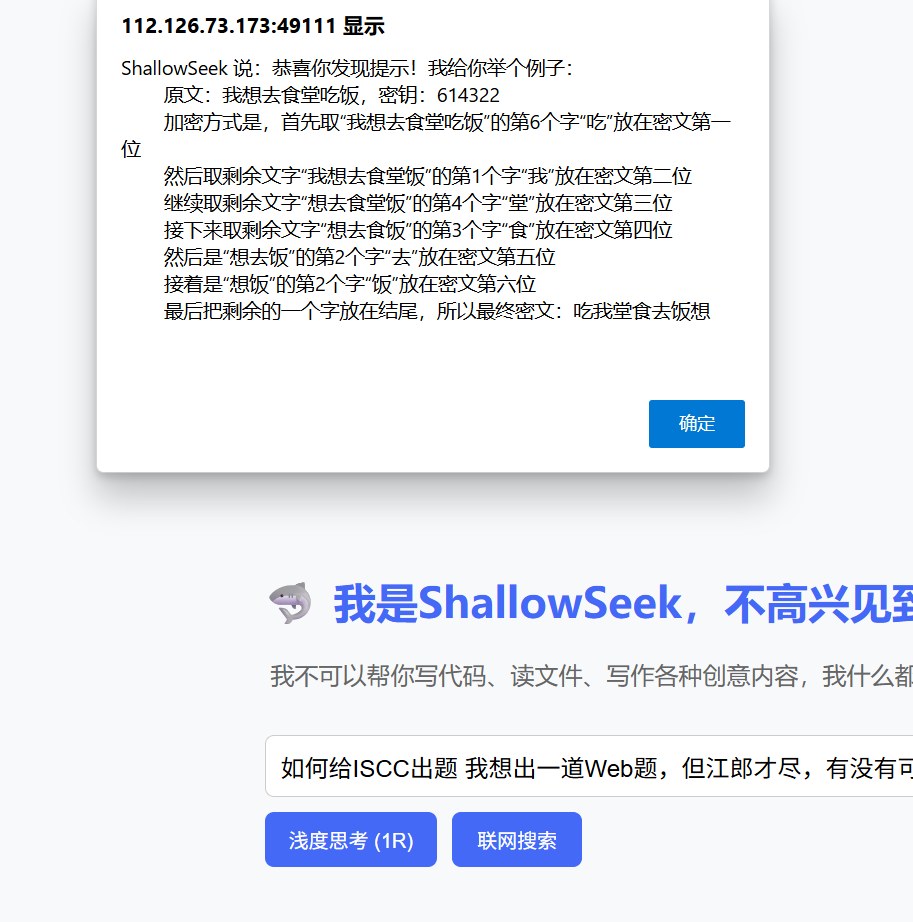 112.126.73.173:49111 显示
ShallowSeek 说：恭喜你发现提示！我给你举个例子：
原文：我想去食堂吃饭，密钥：614322
加密方式是，首先取“我想去食堂吃饭”的第6个字“吃”放在密文第一
位
然后取剩余文字“我想去食堂饭”的第1个字“我”放在密文第二位
继续取剩余文字“想去食堂饭”的第4个字“堂”放在密文第三位
接下来取剩余文字“想去食饭”的第3个字“食”放在密文第四位
然后是“想去饭”的第2个字“去”放在密文第五位
接着是“想饭”的第2个字“饭”放在密文第六位
最后把剩余的一个字放在结尾，所以最终密文：吃我堂食去饭想
确定
我是ShallowSeek，不高兴见到
我不可以帮你写代码、读文件、写作各种创意内容，我什么都
如何给ISCC出题 我想出一道Web题，但江郎才尽，有没有可
浅度思考 (1R)
联网搜索